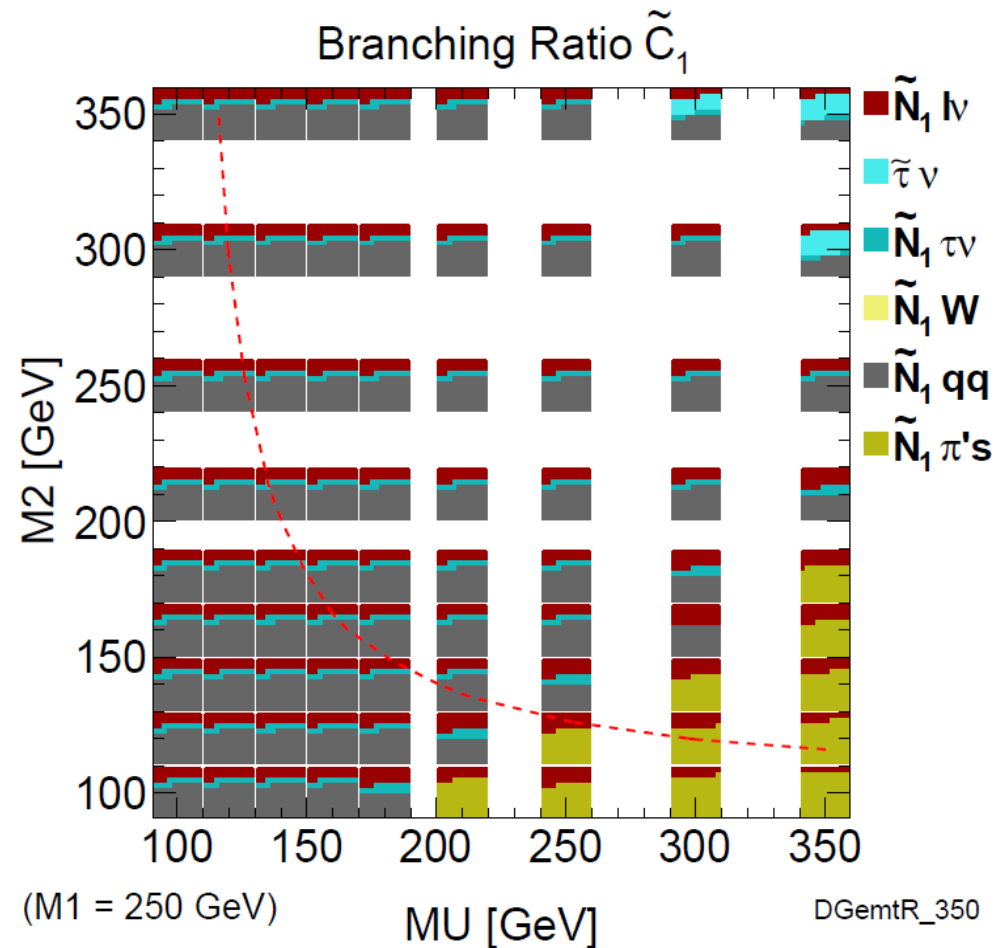 Branching Ratio C̃₁
350
300
250
200
150
100
M2 [GeV]
100 150 200 250 300 350
MU [GeV]
(M1 = 250 GeV)
DGemtR_350
Ñ₁ lν
τ̃ ν
Ñ₁ τν
Ñ₁ W
Ñ₁ qq
Ñ₁ π's